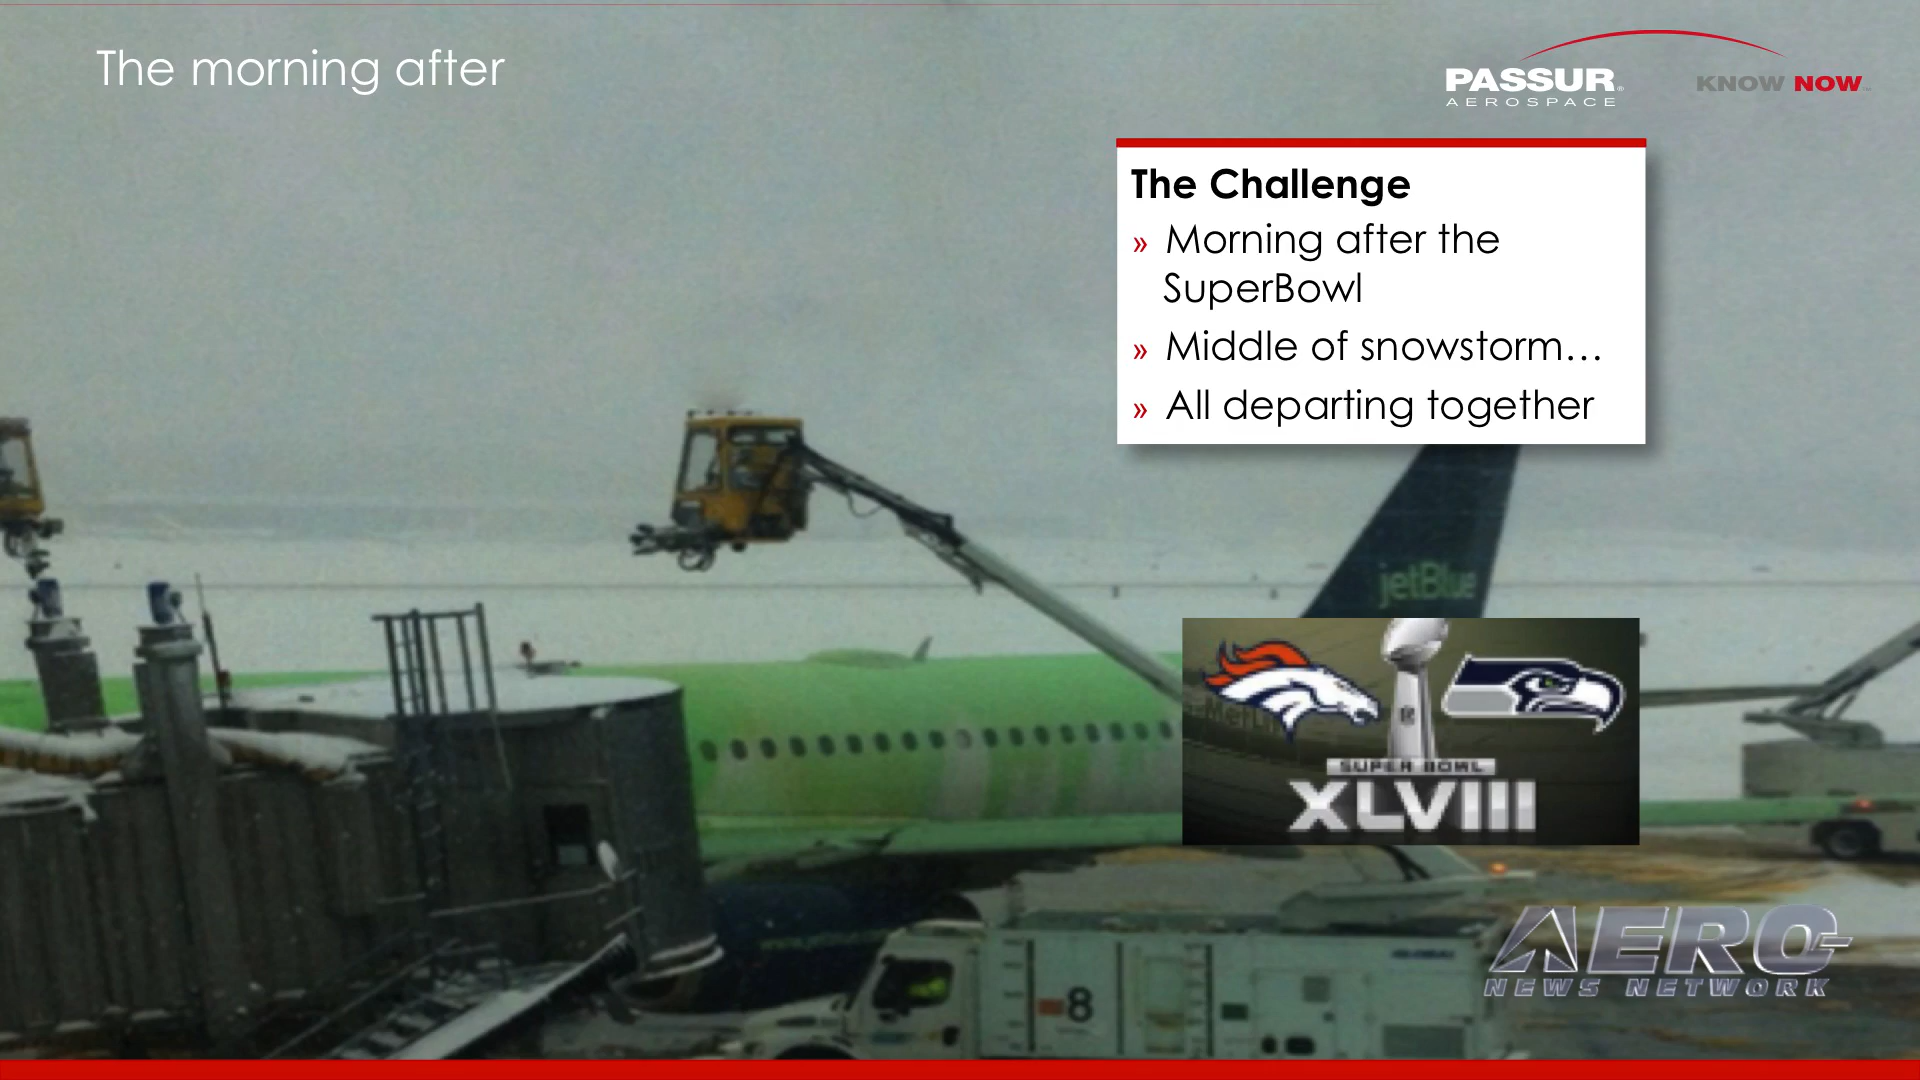 The morning after
PASSUR®
AEROSPACE
KNOW NOW
The Challenge
» Morning after the
SuperBowl
» Middle of snowstorm…
» All departing together
jetBlue
SUPER BOWL
XLVIII
8
AERO
NEWS NETWORK